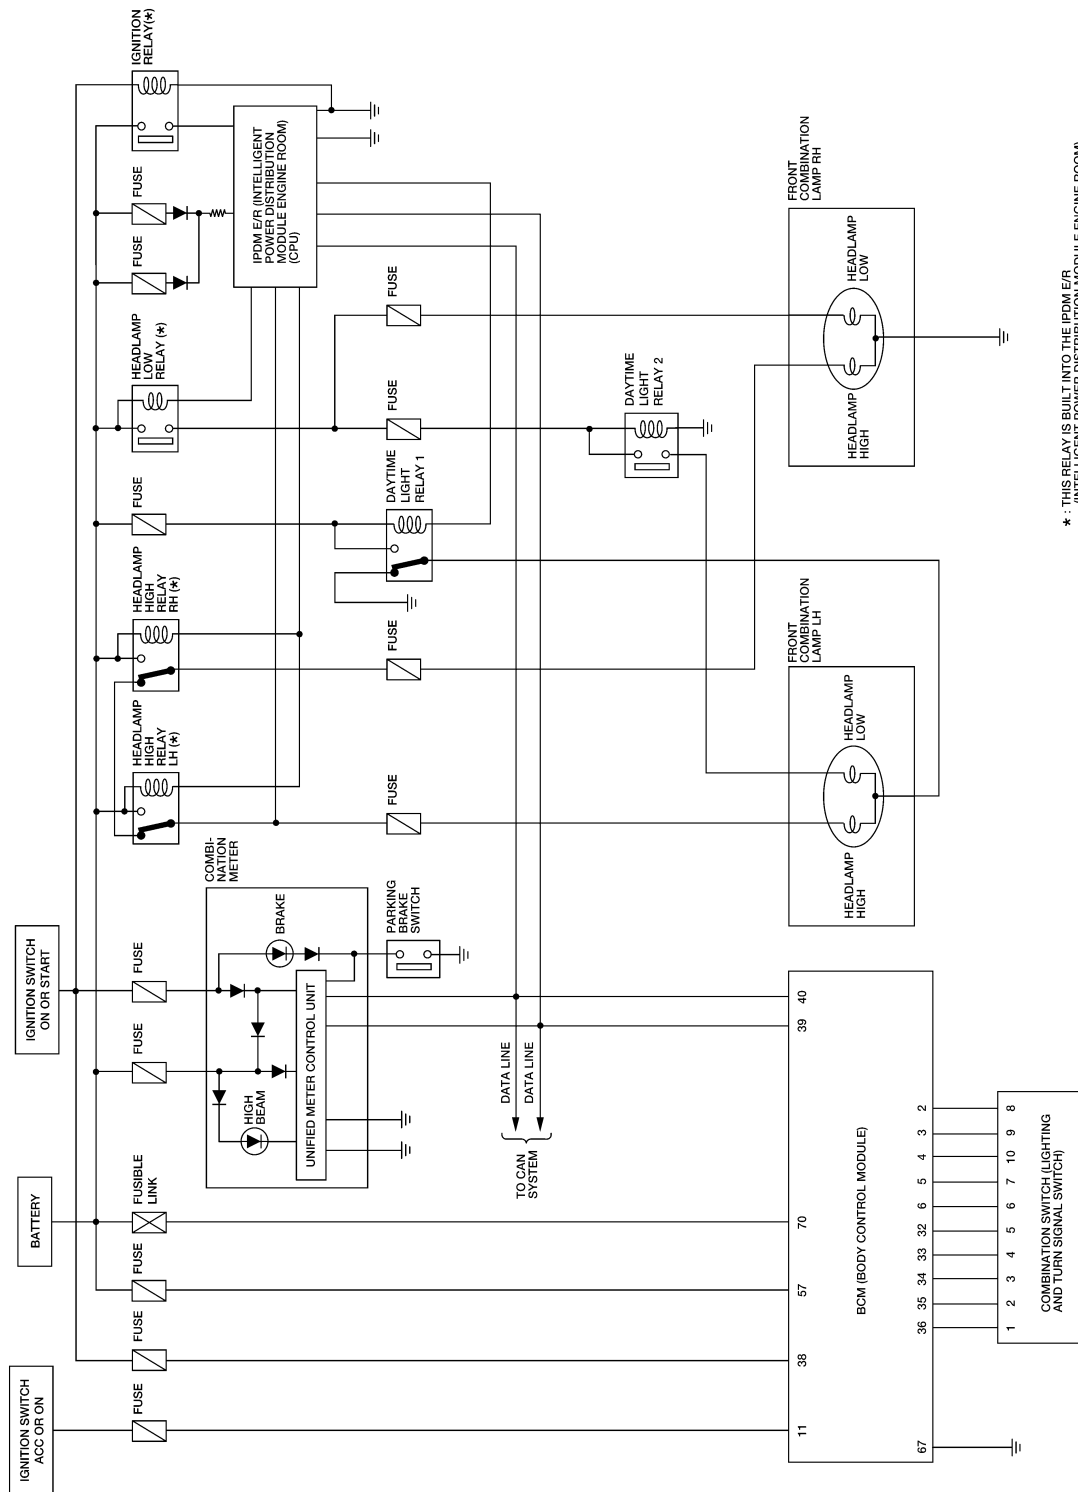 IGNITION SWITCH
ACC OR ON
IGNITION SWITCH
ON OR START
BATTERY
FUSE
FUSE
FUSE
FUSIBLE
LINK
FUSE
FUSE
HEADLAMP
HIGH
RELAY
LH (*)
HEADLAMP
HIGH
RELAY
RH (*)
FUSE
HEADLAMP
LOW
RELAY (*)
FUSE
FUSE
IGNITION
RELAY(*)
COMBI-
NATION
METER
HIGH
BEAM
BRAKE
UNIFIED METER CONTROL UNIT
IPDM E/R (INTELLIGENT
POWER DISTRIBUTION
MODULE ENGINE ROOM)
(CPU)
PARKING
BRAKE
SWITCH
FUSE
FUSE
DAYTIME
LIGHT
RELAY 1
FUSE
FUSE
TO CAN
SYSTEM
DATA LINE
DATA LINE
DAYTIME
LIGHT
RELAY 2
FRONT
COMBINATION
LAMP LH
HEADLAMP
HIGH
HEADLAMP
LOW
FRONT
COMBINATION
LAMP RH
HEADLAMP
HIGH
HEADLAMP
LOW
11
38
57
70
39
40
BCM (BODY CONTROL MODULE)
67
36
35
34
33
32
6
5
4
3
2
1
2
3
4
5
6
7
10
9
8
COMBINATION SWITCH (LIGHTING
AND TURN SIGNAL SWITCH)
* : THIS RELAY IS BUILT INTO THE IPDM E/R
(INTELLIGENT POWER DISTRIBUTION MODULE ENGINE ROOM)